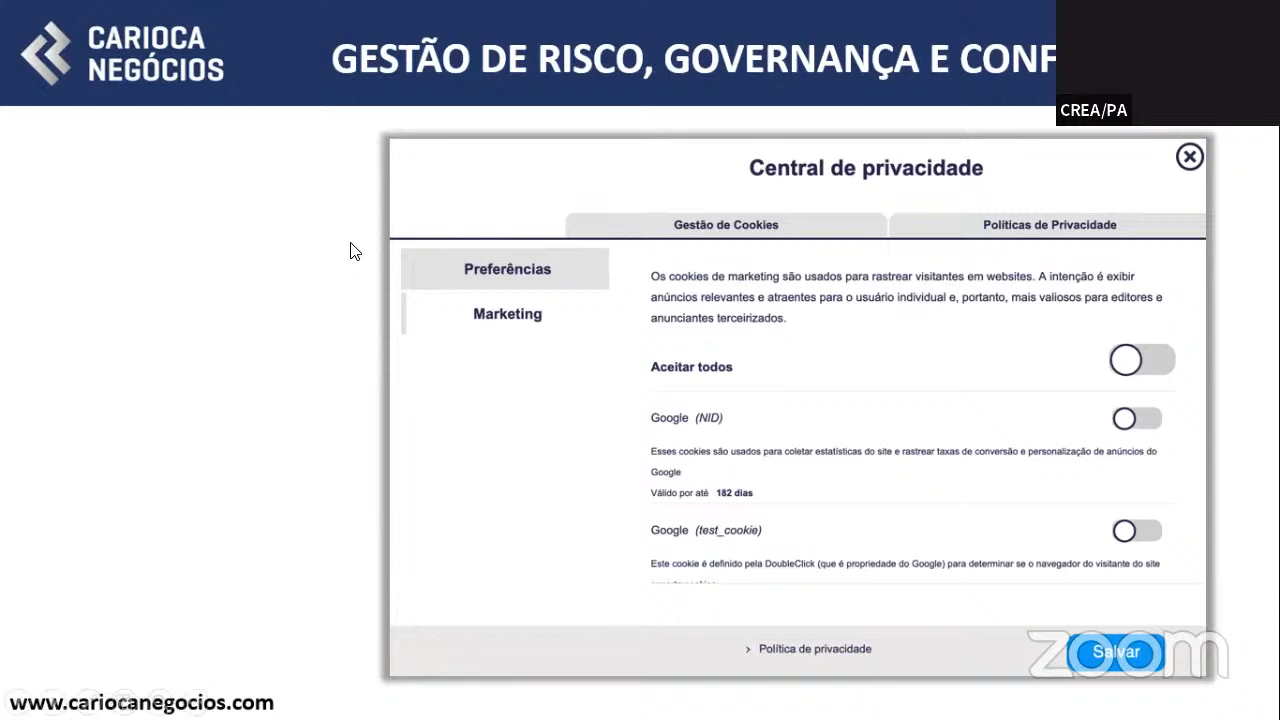 CARIOCA
NEGÓCIOS
GESTÃO DE RISCO, GOVERNANÇA E CONF
CREA/PA
Central de privacidade
Gestão de Cookies
Políticas de Privacidade
Preferências
Marketing
Os cookies de marketing são usados para rastrear visitantes em websites. A intenção é exibir
anúncios relevantes e atraentes para o usuário individual e, portanto, mais valiosos para editores e
anunciantes terceirizados.
Aceitar todos
Google (NID)
Esses cookies são usados para coletar estatísticas do site e rastrear taxas de conversão e personalização de anúncios do
Google
Válido por até 182 dias
Google (test_cookie)
Este cookie é definido pela DoubleClick (que é propriedade do Google) para determinar se o navegador do visitante do site
> Política de privacidade
Salvar
zoom
www.cariocanegocios.com